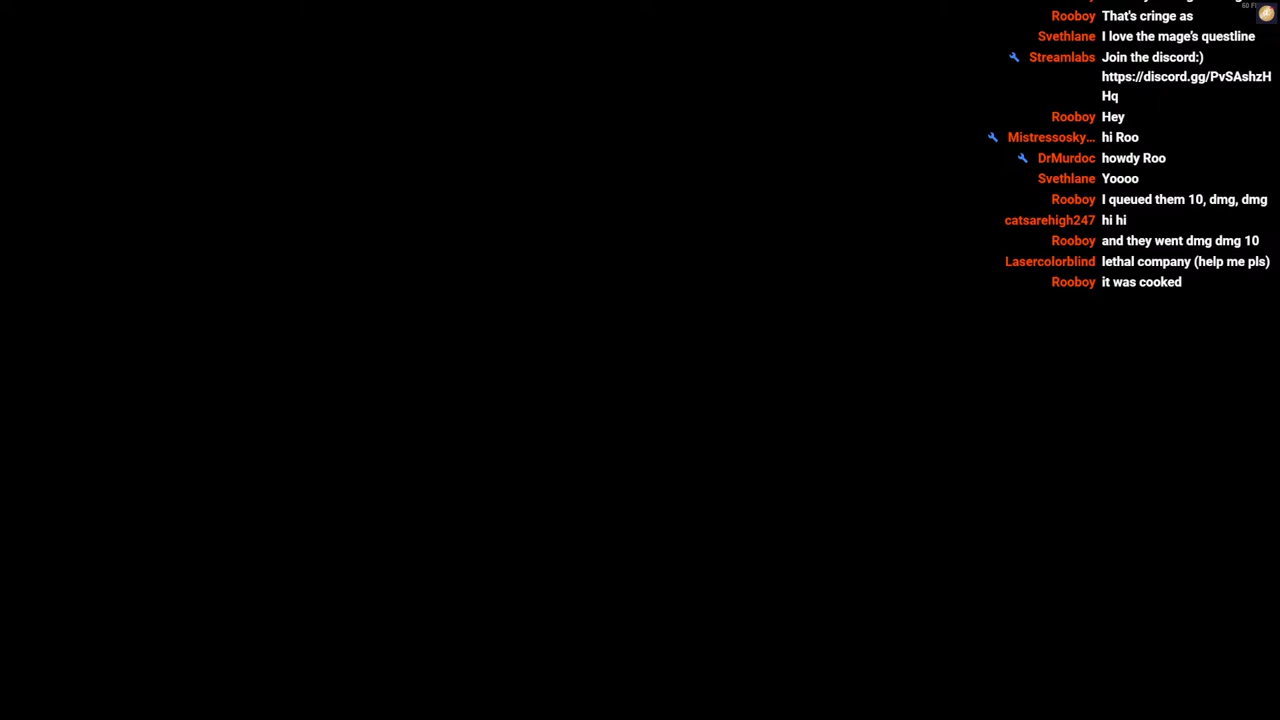 60
Rooboy That's cringe as
Svethlane I love the mage's questline
Streamlabs Join the discord:)
https://discord.gg/PvSAshzH
Hq
Rooboy Hey
Mistressosky… hi Roo
DrMurdoc howdy Roo
Svethlane Yoooo
Rooboy I queued them 10, dmg, dmg
catsarehigh247 hi hi
Rooboy and they went dmg dmg 10
Lasercolorblind lethal company (help me pls)
Rooboy it was cooked